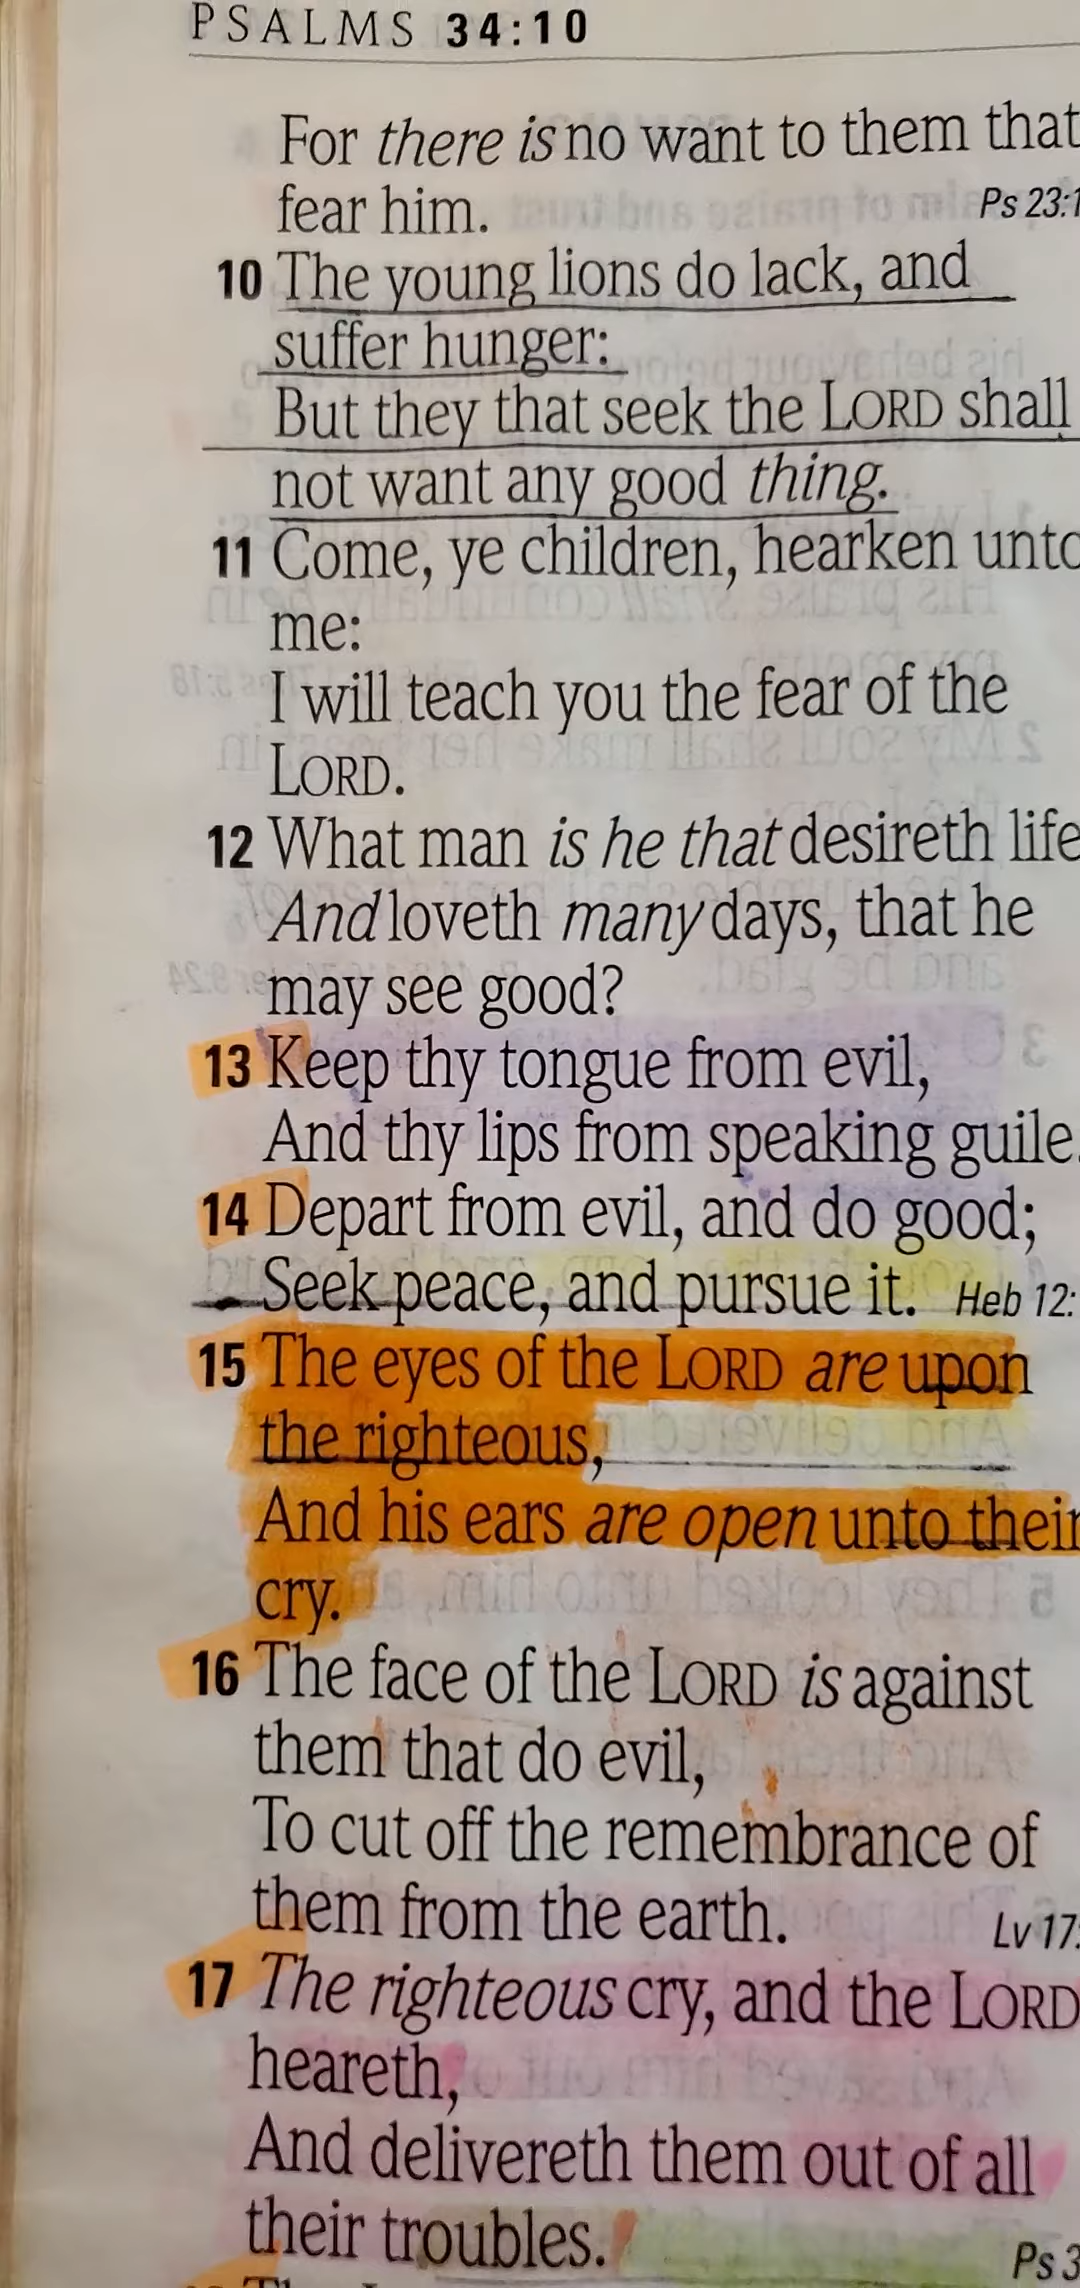 PSALMS 34:10
For there is no want to them that
fear him. Ps 23:1
10 The young lions do lack, and
suffer hunger:
But they that seek the LORD shall
not want any good thing.
11 Come, ye children, hearken unto
me:
I will teach you the fear of the
LORD.
12 What man is he that desireth life
And loveth many days, that he
may see good?
13 Keep thy tongue from evil,
And thy lips from speaking guile.
14 Depart from evil, and do good;
Seek peace, and pursue it. Heb 12:
15 The eyes of the LORD are upon
the righteous,
And his ears are open unto their
cry.
16 The face of the LORD is against
them that do evil,
To cut off the remembrance of
them from the earth. Lv 17:
17 The righteous cry, and the LORD
heareth,
And delivereth them out of all
their troubles. Ps 3